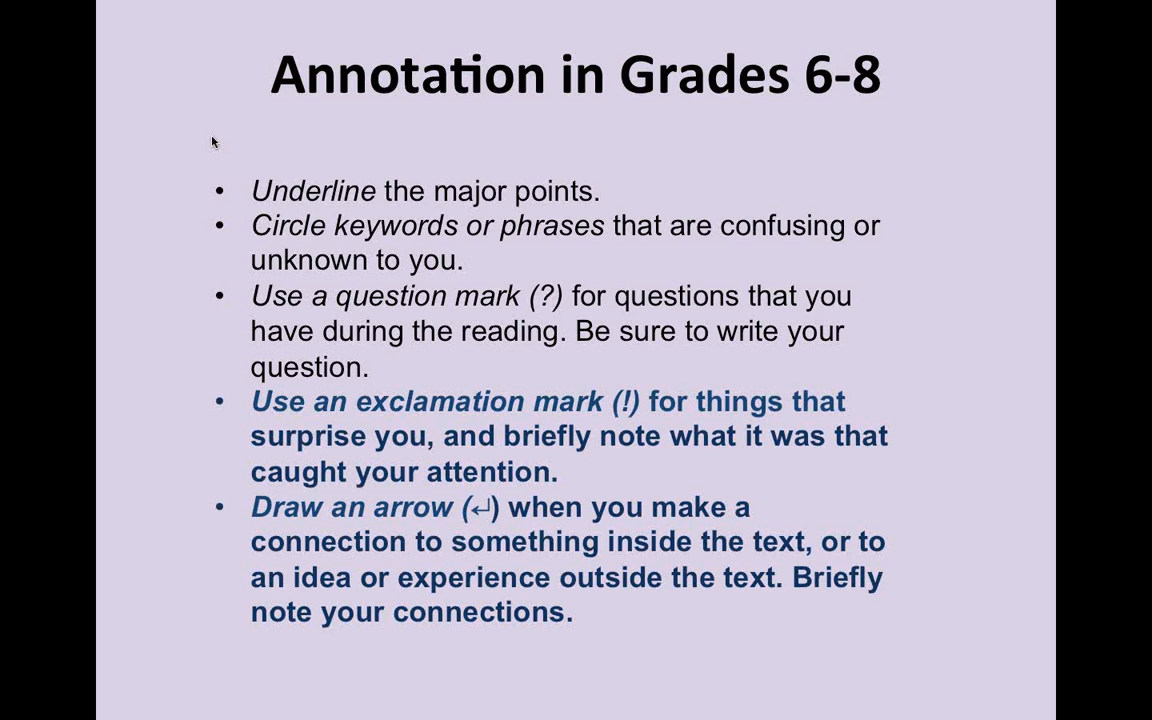 Annotation in Grades 6-8
• Underline the major points.
• Circle keywords or phrases that are confusing or
unknown to you.
• Use a question mark (?) for questions that you
have during the reading. Be sure to write your
question.
• Use an exclamation mark (!) for things that
surprise you, and briefly note what it was that
caught your attention.
• Draw an arrow (↵) when you make a
connection to something inside the text, or to
an idea or experience outside the text. Briefly
note your connections.